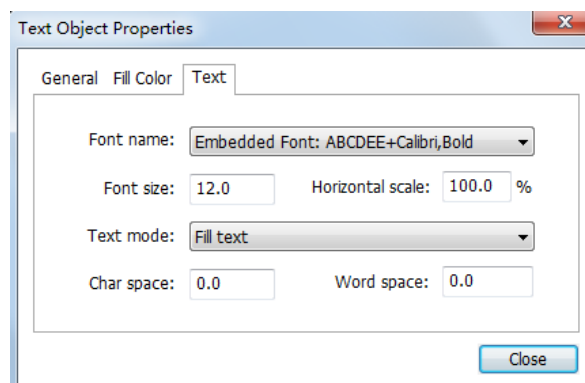 Text Object Properties
General Fill Color Text
Font name: Embedded Font: ABCDEE+Calibri,Bold
Font size: 12.0 Horizontal scale: 100.0 %
Text mode: Fill text
Char space: 0.0 Word space: 0.0
Close